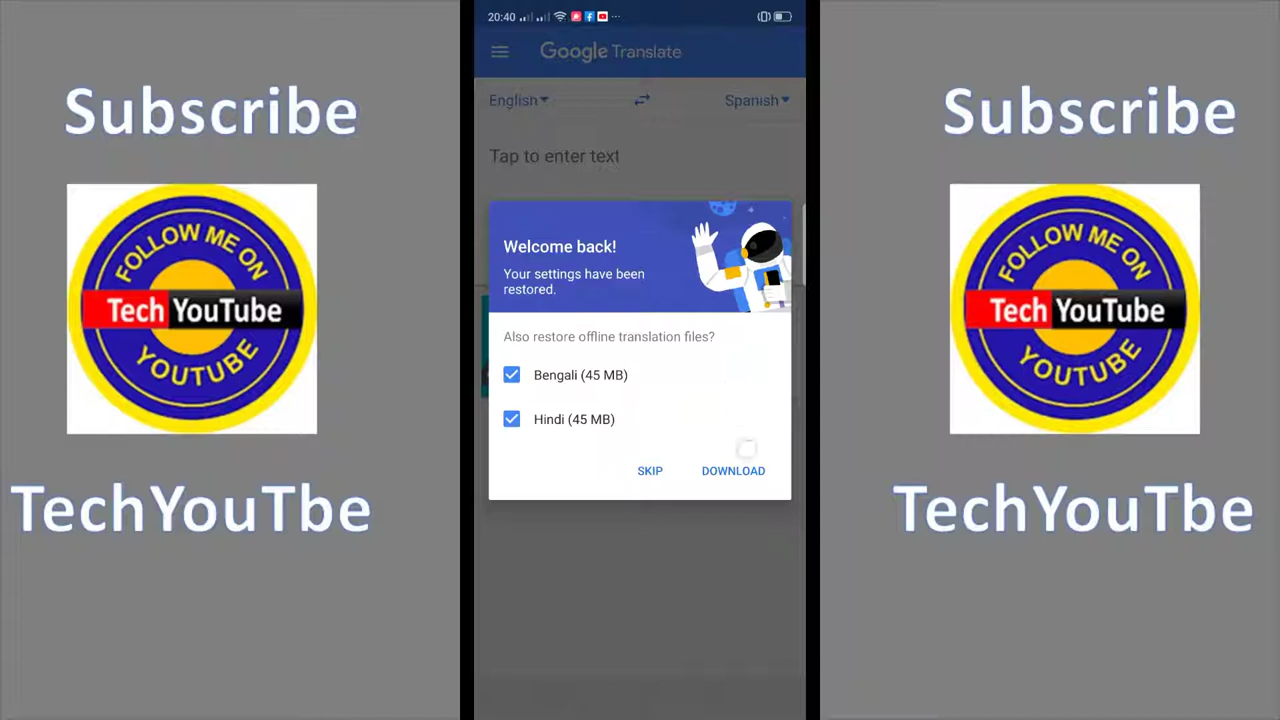 Subscribe
FOLLOW ME ON
Tech YouTube
YOUTUBE
TechYouTbe
20:40
Google Translate
English
Spanish
Tap to enter text
Welcome back!
Your settings have been
restored.
Also restore offline translation files?
Bengali (45 MB)
Hindi (45 MB)
SKIP
DOWNLOAD
Subscribe
FOLLOW ME ON
Tech YouTube
YOUTUBE
TechYouTbe